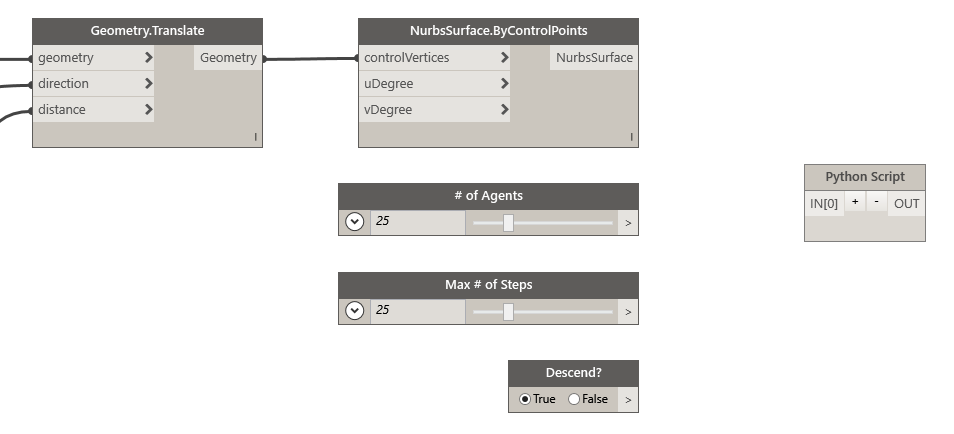 Geometry.Translate
geometry > Geometry
direction >
distance >
I
NurbsSurface.ByControlPoints
controlVertices > NurbsSurface
uDegree >
vDegree >
I
# of Agents
25 >
Max # of Steps
25 >
Descend?
True False >
Python Script
IN[0] + - OUT